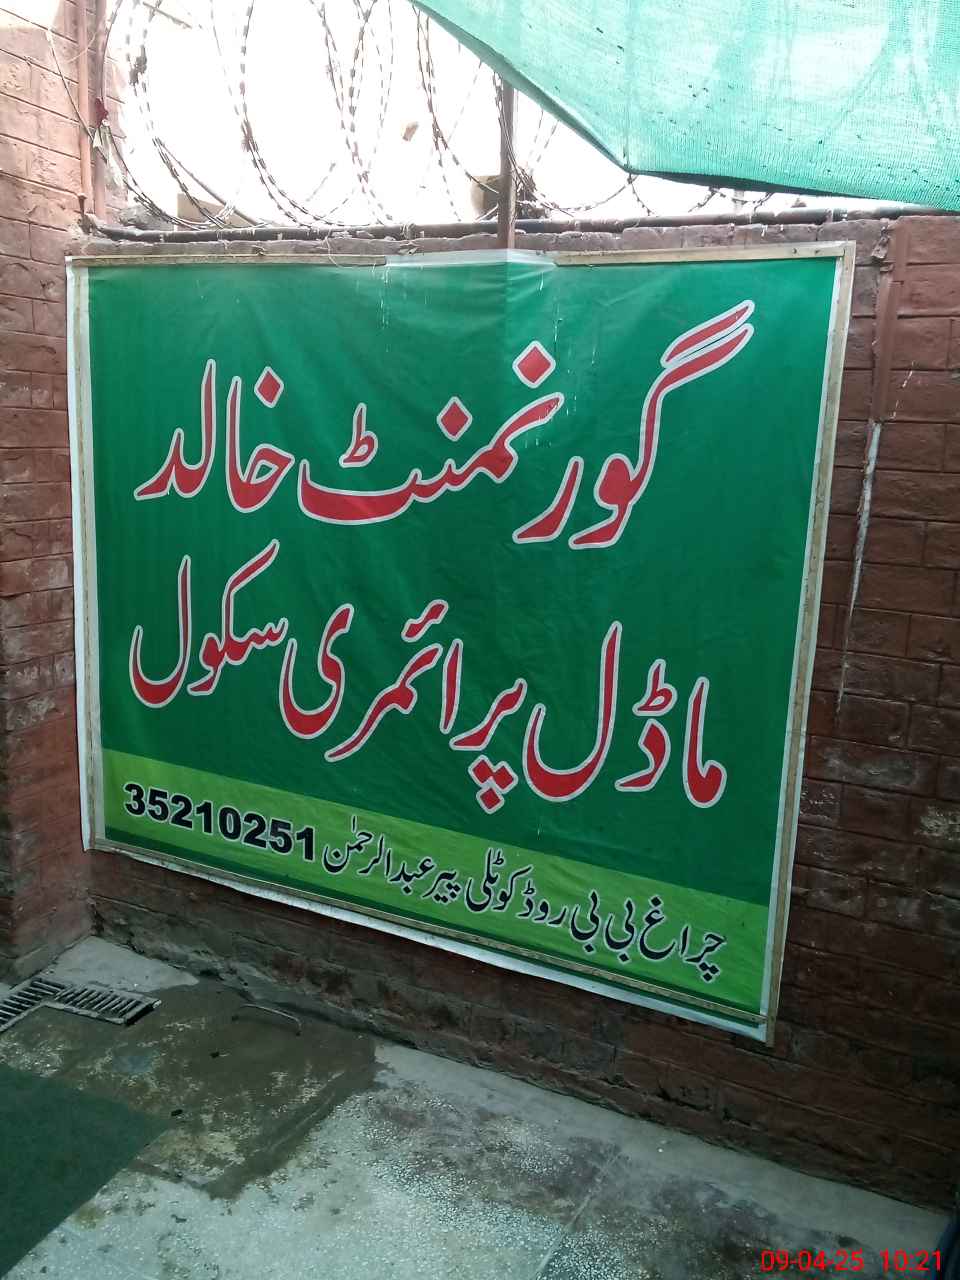 گورنمنٹ خالد
ماڈل پرائمری سکول
چراغ بی بی روڈ کوٹلی پیر عبدالرحمٰن 35210251
09-04-25 10:21